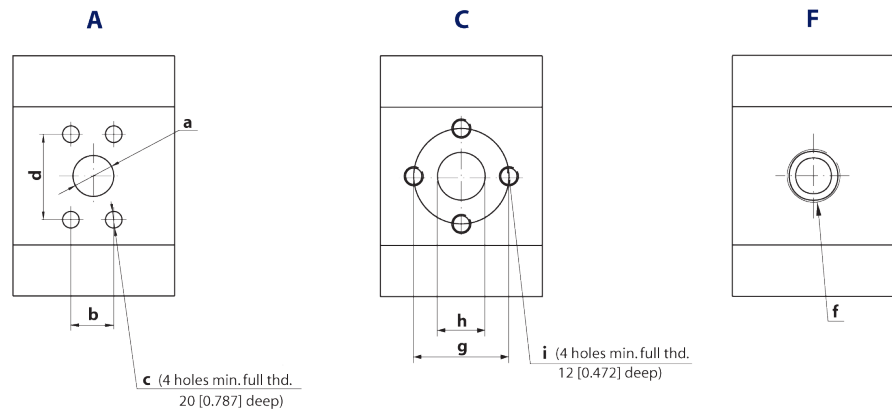 A
C
F
a
d
b
c (4 holes min. full thd.
20 [0.787] deep)
h
g
i (4 holes min. full thd.
12 [0.472] deep)
f